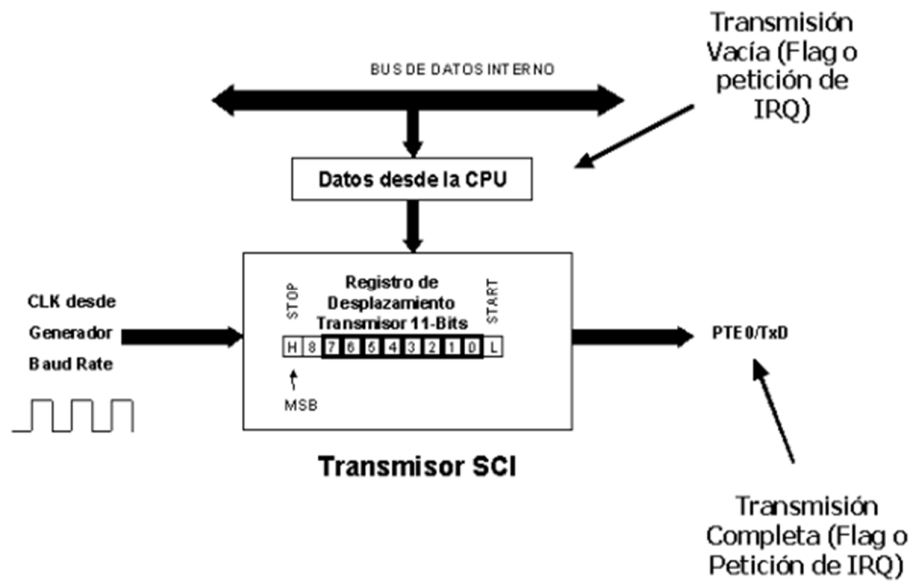 Transmisión
Vacía (Flag o
petición de
IRQ)
BUS DE DATOS INTERNO
Datos desde la CPU
CLK desde
Generador
Baud Rate
STOP
Registro de
Desplazamiento
Transmisor 11-Bits
START
H 8 7 6 5 4 3 2 1 0 L
MSB
PTE0/TxD
Transmisor SCI
Transmisión
Completa (Flag o
Petición de IRQ)